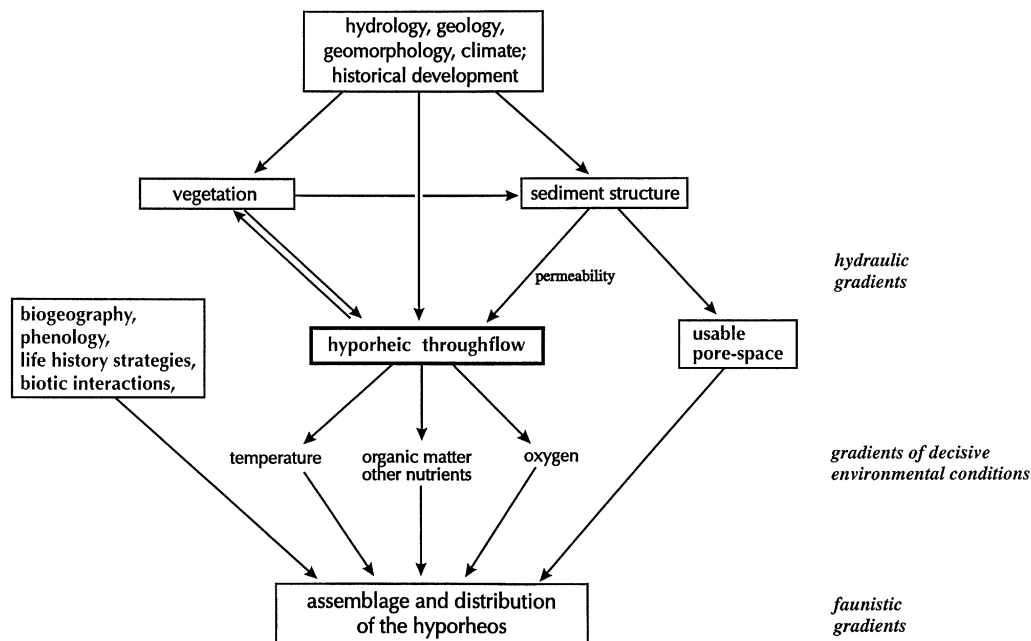 hydrology, geology,
geomorphology, climate;
historical development
vegetation
sediment structure
permeability
hydraulic
gradients
biogeography,
phenology,
life history strategies,
biotic interactions,
hyporheic throughflow
usable
pore-space
temperature
organic matter
other nutrients
oxygen
gradients of decisive
environmental conditions
assemblage and distribution
of the hyporheos
faunistic
gradients